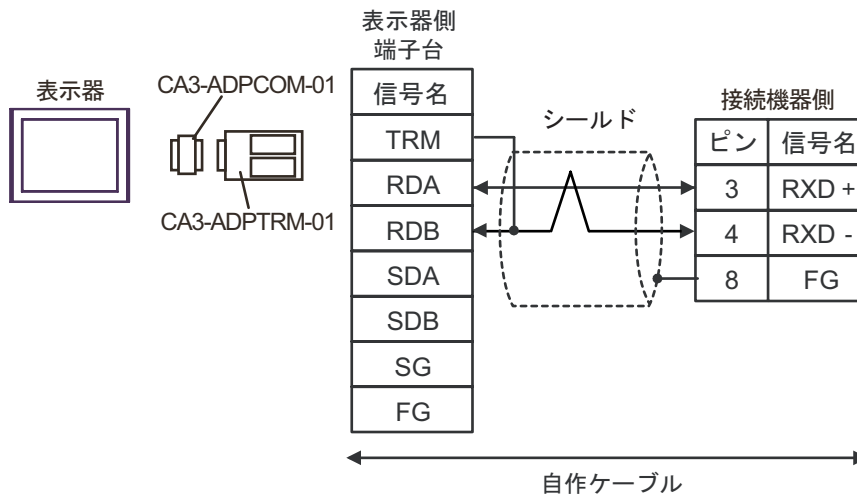 表示器
CA3-ADPCOM-01
CA3-ADPTRM-01
表示器側
端子台
信号名
TRM
RDA
RDB
SDA
SDB
SG
FG
シールド
接続機器側
ピン 信号名
3 RXD +
4 RXD -
8 FG
自作ケーブル